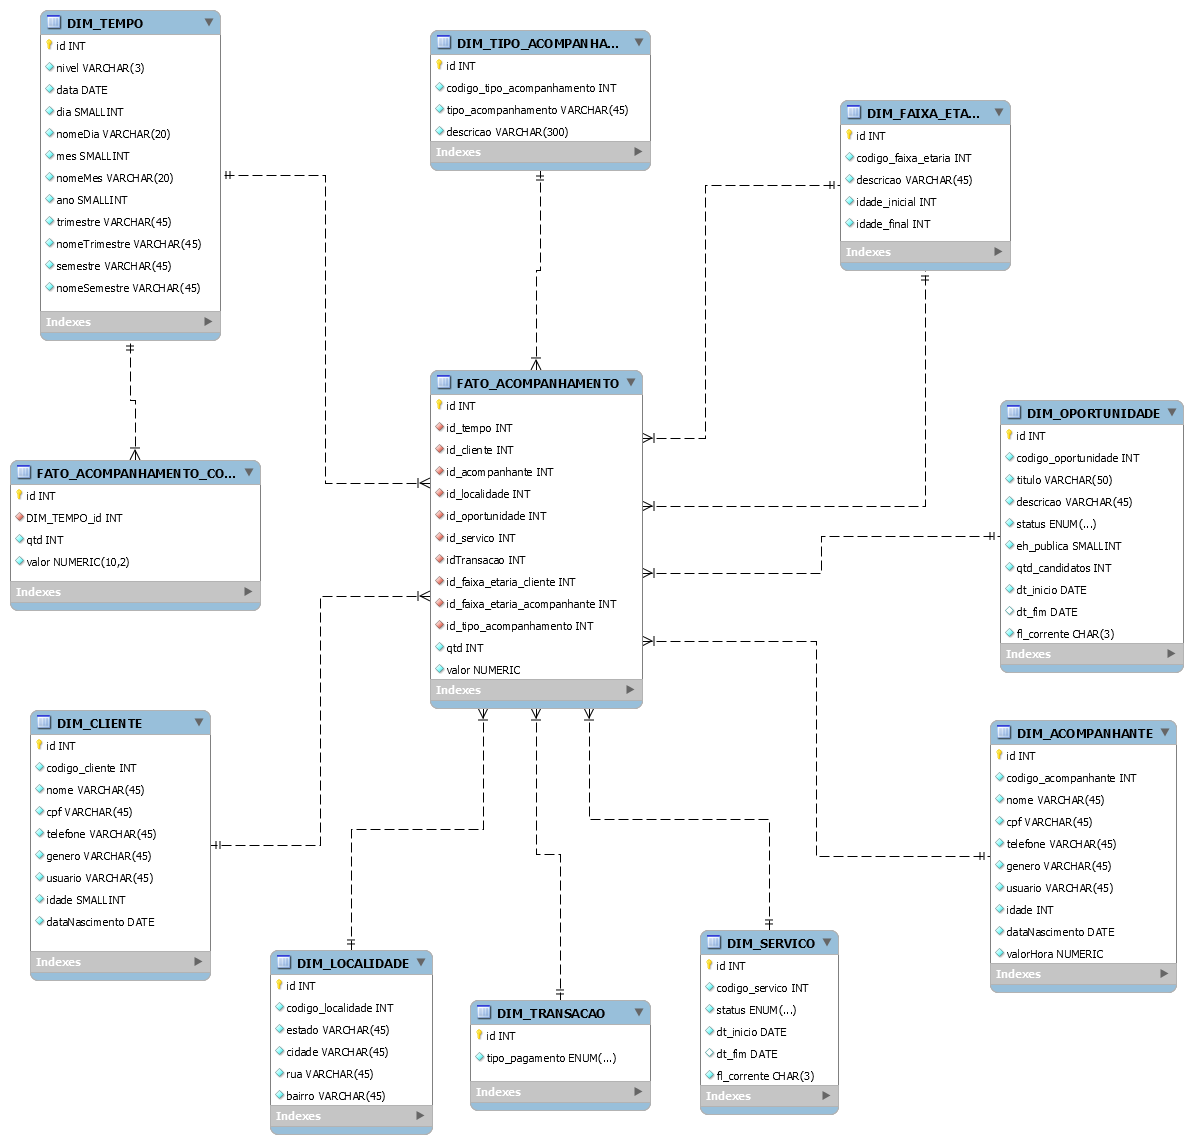 DIM_TEMPO
id INT
nivel VARCHAR(3)
data DATE
dia SMALLINT
nomeDia VARCHAR(20)
mes SMALLINT
nomeMes VARCHAR(20)
ano SMALLINT
trimestre VARCHAR(45)
nomeTrimestre VARCHAR(45)
semestre VARCHAR(45)
nomeSemestre VARCHAR(45)
Indexes
DIM_TIPO_ACOMPANHA...
id INT
codigo_tipo_acompanhamento INT
tipo_acompanhamento VARCHAR(45)
descricao VARCHAR(300)
Indexes
DIM_FAIXA_ETA...
id INT
codigo_faixa_etaria INT
descricao VARCHAR(45)
idade_inicial INT
idade_final INT
Indexes
FATO_ACOMPANHAMENTO_CO...
id INT
DIM_TEMPO_id INT
qtd INT
valor NUMERIC(10,2)
Indexes
FATO_ACOMPANHAMENTO
id INT
id_tempo INT
id_cliente INT
id_acompanhante INT
id_localidade INT
id_oportunidade INT
id_servico INT
idTransacao INT
id_faixa_etaria_cliente INT
id_faixa_etaria_acompanhante INT
id_tipo_acompanhamento INT
qtd INT
valor NUMERIC
Indexes
DIM_OPORTUNIDADE
id INT
codigo_oportunidade INT
titulo VARCHAR(50)
descricao VARCHAR(45)
status ENUM(...)
eh_publica SMALLINT
qtd_candidatos INT
dt_inicio DATE
dt_fim DATE
fl_corrente CHAR(3)
Indexes
DIM_CLIENTE
id INT
codigo_cliente INT
nome VARCHAR(45)
cpf VARCHAR(45)
telefone VARCHAR(45)
genero VARCHAR(45)
usuario VARCHAR(45)
idade SMALLINT
dataNascimento DATE
Indexes
DIM_ACOMPANHANTE
id INT
codigo_acompanhante INT
nome VARCHAR(45)
cpf VARCHAR(45)
telefone VARCHAR(45)
genero VARCHAR(45)
usuario VARCHAR(45)
idade INT
dataNascimento DATE
valorHora NUMERIC
Indexes
DIM_LOCALIDADE
id INT
codigo_localidade INT
estado VARCHAR(45)
cidade VARCHAR(45)
rua VARCHAR(45)
bairro VARCHAR(45)
Indexes
DIM_TRANSACAO
id INT
tipo_pagamento ENUM(...)
Indexes
DIM_SERVICO
id INT
codigo_servico INT
status ENUM(...)
dt_inicio DATE
dt_fim DATE
fl_corrente CHAR(3)
Indexes